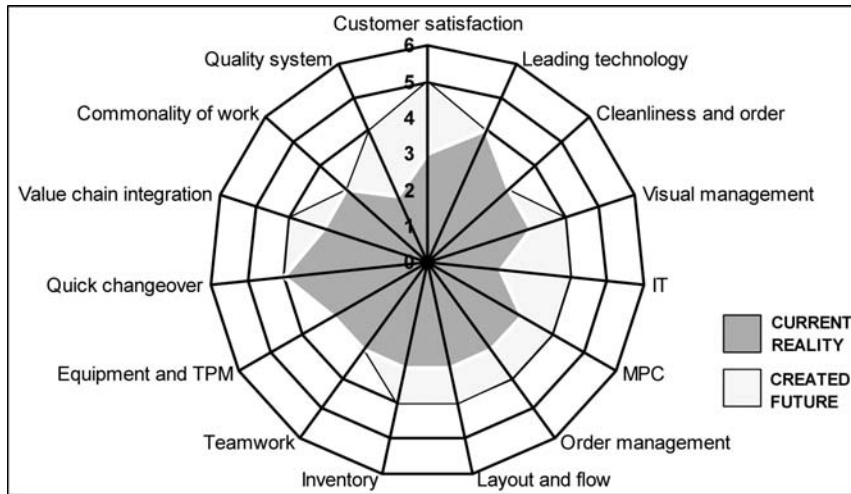 Customer satisfaction
Quality system
Leading technology
Commonality of work
Cleanliness and order
Value chain integration
Visual management
Quick changeover
IT
Equipment and TPM
MPC
Teamwork
Order management
Inventory
Layout and flow
6
5
4
3
2
1
0
CURRENT
REALITY
CREATED
FUTURE